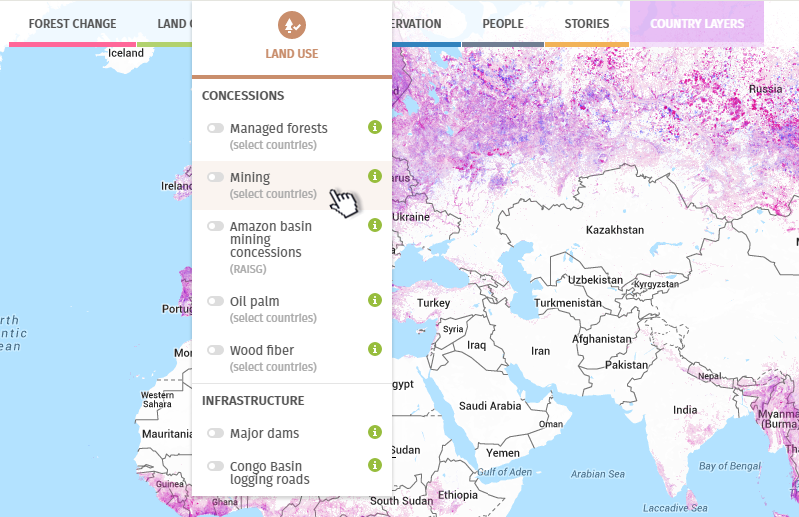 FOREST CHANGE
LAND
ERVATION
PEOPLE
STORIES
COUNTRY LAYERS
LAND USE
CONCESSIONS
Managed forests
(select countries)
Mining
(select countries)
Amazon basin
mining
concessions
(RAISG)
Oil palm
(select countries)
Wood fiber
(select countries)
INFRASTRUCTURE
Major dams
Congo Basin
logging roads
Iceland
Russia
Irelan
arus
Ukraine
Kazakhstan
Uzbekistan
Kyrgyzstan
Portug
Turkey
Turkmenistan
rth
ntic
ean
Syria
Iraq
Iran
Afghanistan
Mor
Pakistan
Nepal
Western
Sahara
gypt
Saudi Arabia
Oman
India
Myanma
(Burma)
Mauritania
Sudan
Yemen
Gulf of Aden
Arabian Sea
Bay of Bengal
Tha
Guinea
Ghana
South Sudan
Ethiopia
Laccadive Sea